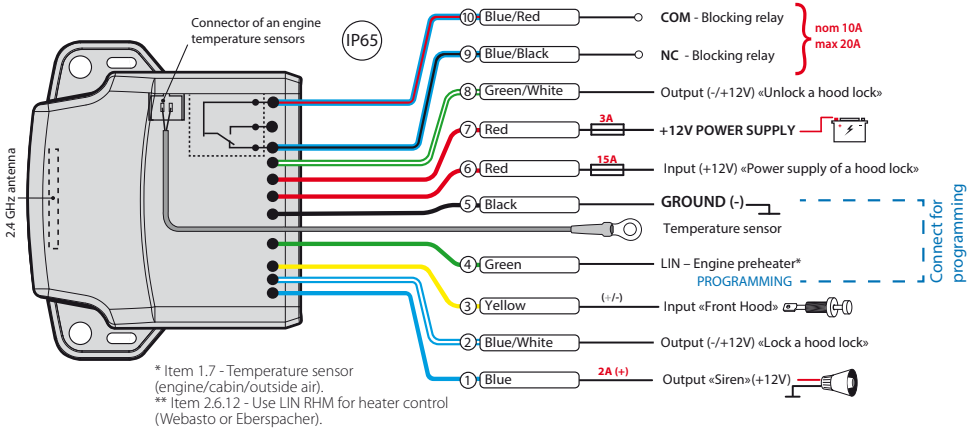 Connector of an engine
temperature sensors
IP65
2.4 GHz antenna
10 Blue/Red COM - Blocking relay
nom 10A
max 20A
9 Blue/Black NC - Blocking relay
8 Green/White Output (-/+12V) «Unlock a hood lock»
7 Red 3A +12V POWER SUPPLY
6 Red 15A Input (+12V) «Power supply of a hood lock»
5 Black GROUND (-)
Temperature sensor
Connect for
programming
4 Green LIN – Engine preheater*
PROGRAMMING
3 Yellow (+/-) Input «Front Hood»
2 Blue/White Output (-/+12V) «Lock a hood lock»
1 Blue 2A (+) Output «Siren»(+12V)
* Item 1.7 - Temperature sensor
(engine/cabin/outside air).
** Item 2.6.12 - Use LIN RHM for heater control
(Webasto or Eberspacher).